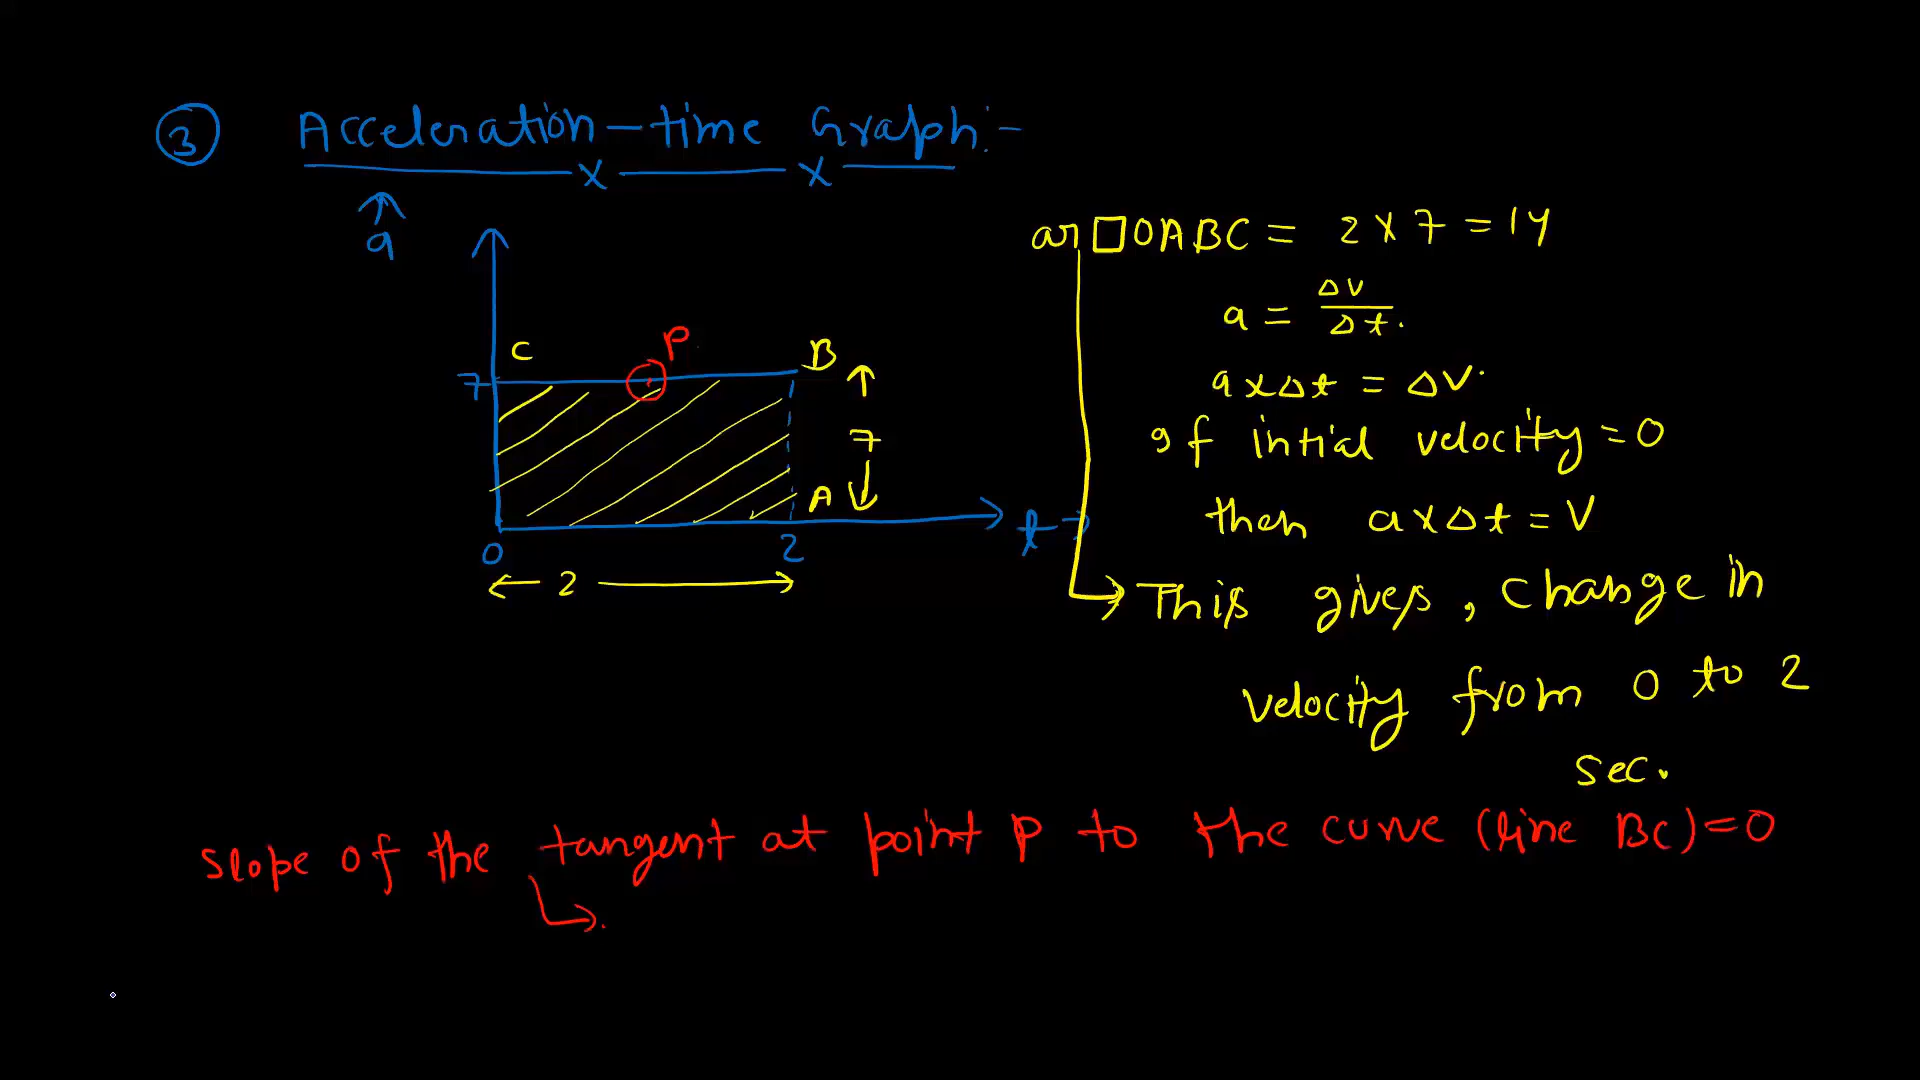 3 Acceleration-time Graph:-
a
ar □OABC = 2 x 7 = 14
a = Δv/Δt.
P
C
B
7
a x Δt = Δv.
7
If intial velocity = 0
A
t →
then a x Δt = V
0 2
2
This gives, change in
velocity from 0 to 2
sec.
Slope of the tangent at point P to the curve (line BC) = 0